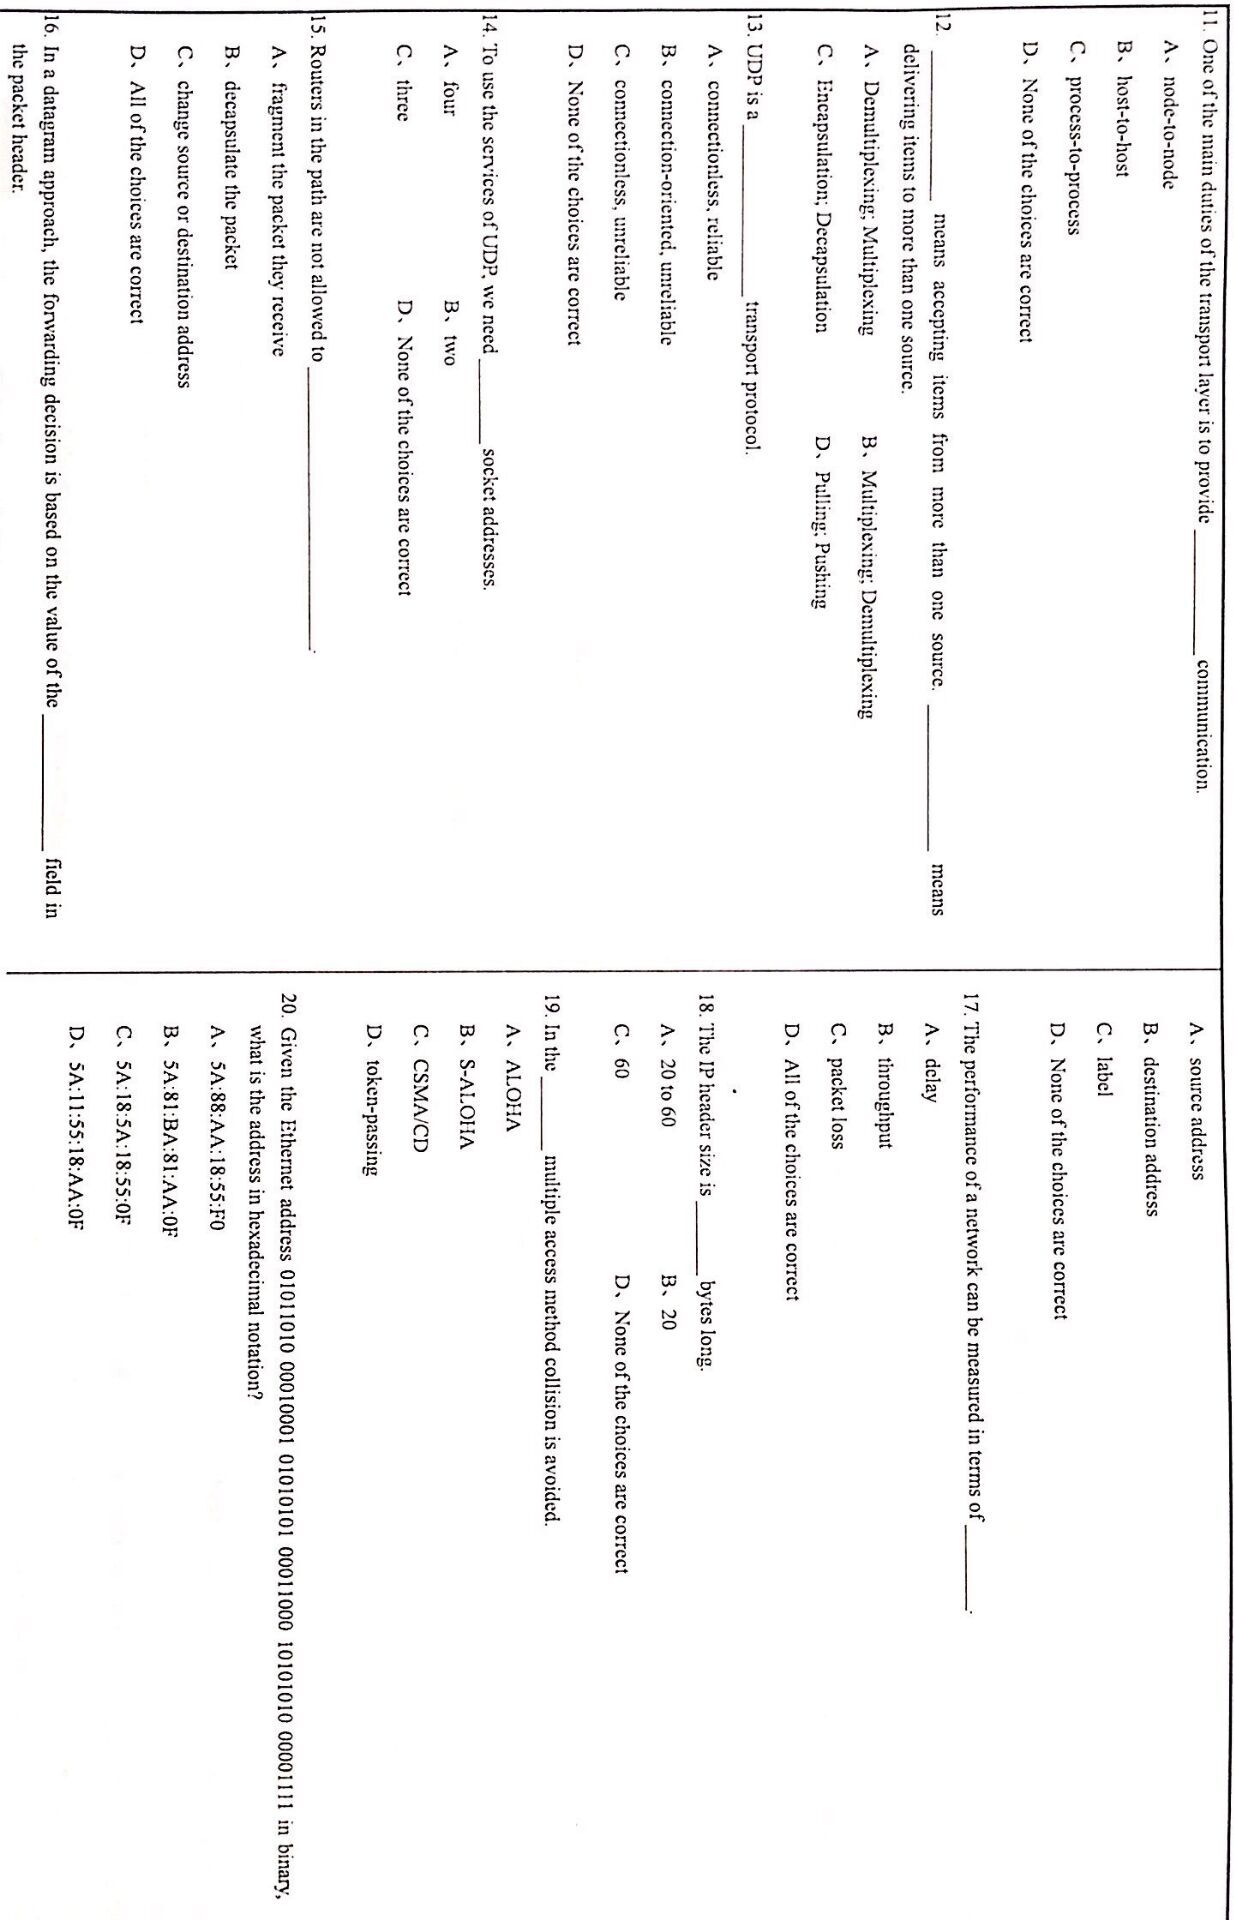 11. One of the main duties of the transport layer is to provide ____________ communication.
A、node-to-node
B、host-to-host
C、process-to-process
D、None of the choices are correct
12. ______________ means accepting items from more than one source. ______________ means
delivering items to more than one source.
A、Demultiplexing; Multiplexing B、Multiplexing; Demultiplexing
C、Encapsulation; Decapsulation D、Pulling; Pushing
13. UDP is a ________________ transport protocol.
A、connectionless, reliable
B、connection-oriented, unreliable
C、connectionless, unreliable
D、None of the choices are correct
14. To use the services of UDP, we need ________ socket addresses.
A、four B、two
C、three D、None of the choices are correct
15. Routers in the path are not allowed to ___________________________.
A、fragment the packet they receive
B、decapsulate the packet
C、change source or destination address
D、All of the choices are correct
16. In a datagram approach, the forwarding decision is based on the value of the _____________ field in
the packet header.
A、source address
B、destination address
C、label
D、None of the choices are correct
17. The performance of a network can be measured in terms of ________.
A、delay
B、throughput
C、packet loss
D、All of the choices are correct
18. The IP header size is _______ bytes long.
A、20 to 60 B、20
C、60 D、None of the choices are correct
19. In the _______ multiple access method collision is avoided.
A、ALOHA
B、S-ALOHA
C、CSMA/CD
D、token-passing
20. Given the Ethernet address 01011010 00010001 01010101 00011000 10101010 00001111 in binary,
what is the address in hexadecimal notation?
A、5A:88:AA:18:55:F0
B、5A:81:BA:81:AA:0F
C、5A:18:5A:18:55:0F
D、5A:11:55:18:AA:0F